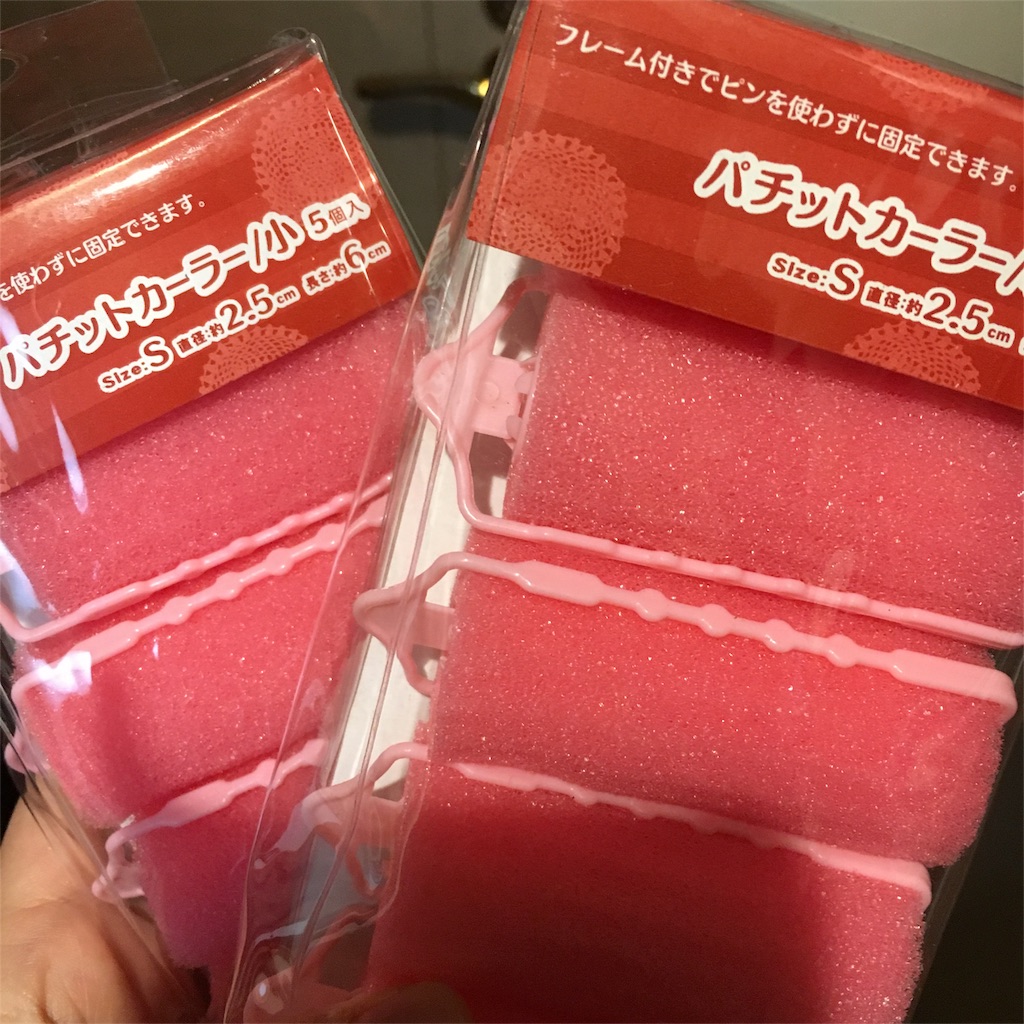 を使わずに固定できます。
パチットカーラー/小 5個入
Size:S 直径:約2.5cm 長さ:約6cm
フレーム付きでピンを使わずに固定できます。
パチットカーラー/
Size:S 直径:約2.5cm